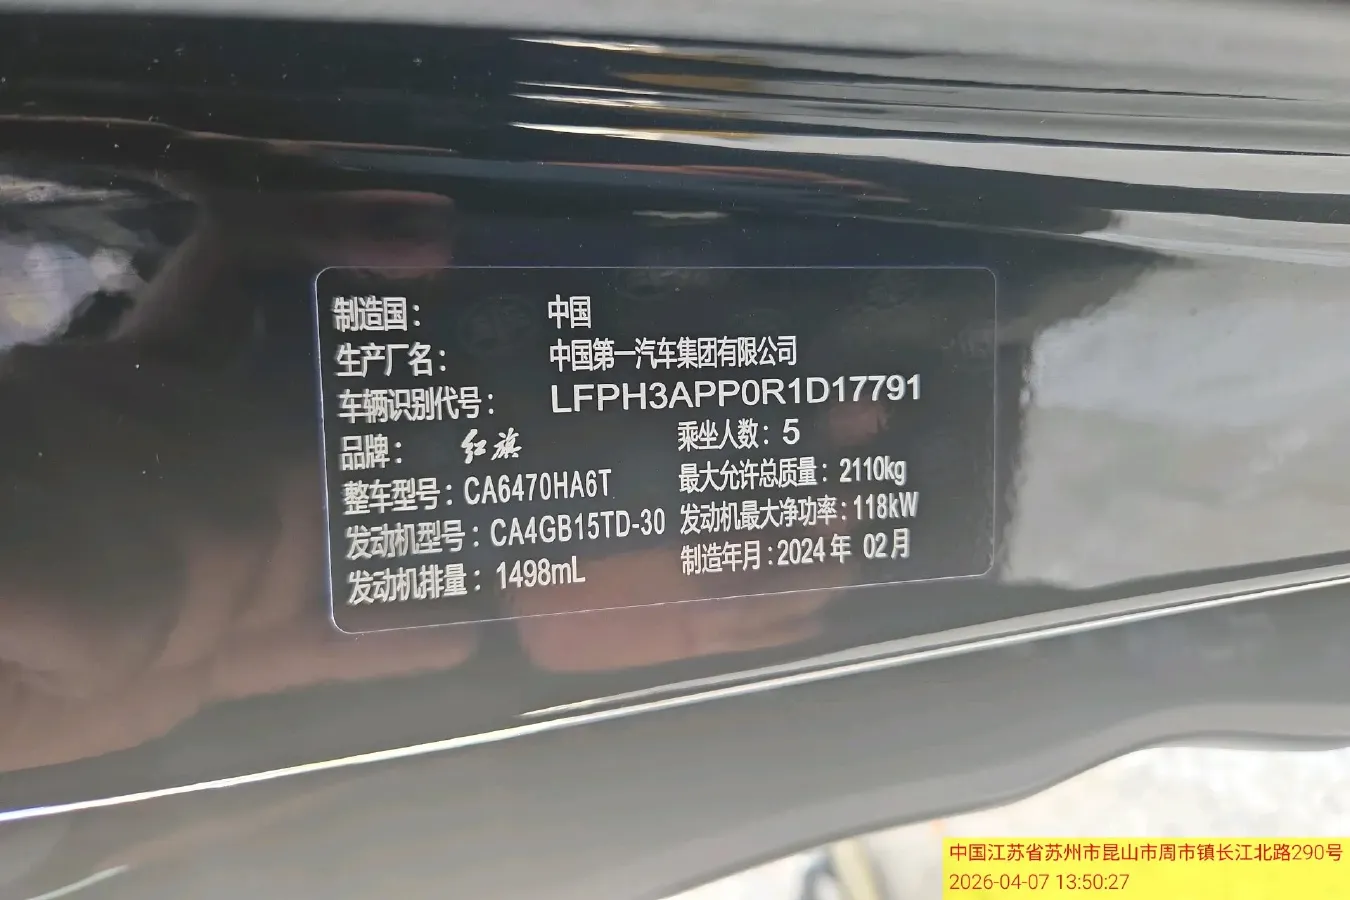 制造国： 中国
生产厂名： 中国第一汽车集团有限公司
车辆识别代号： LFPH3APP0R1D17791
品牌： 红旗
乘坐人数：5
整车型号：CA6470HA6T
最大允许总质量：2110kg
发动机型号：CA4GB15TD-30
发动机最大净功率：118kW
发动机排量：1498mL
制造年月：2024年 02月
中国江苏省苏州市昆山市周市镇长江北路290号
2026-04-07 13:50:27